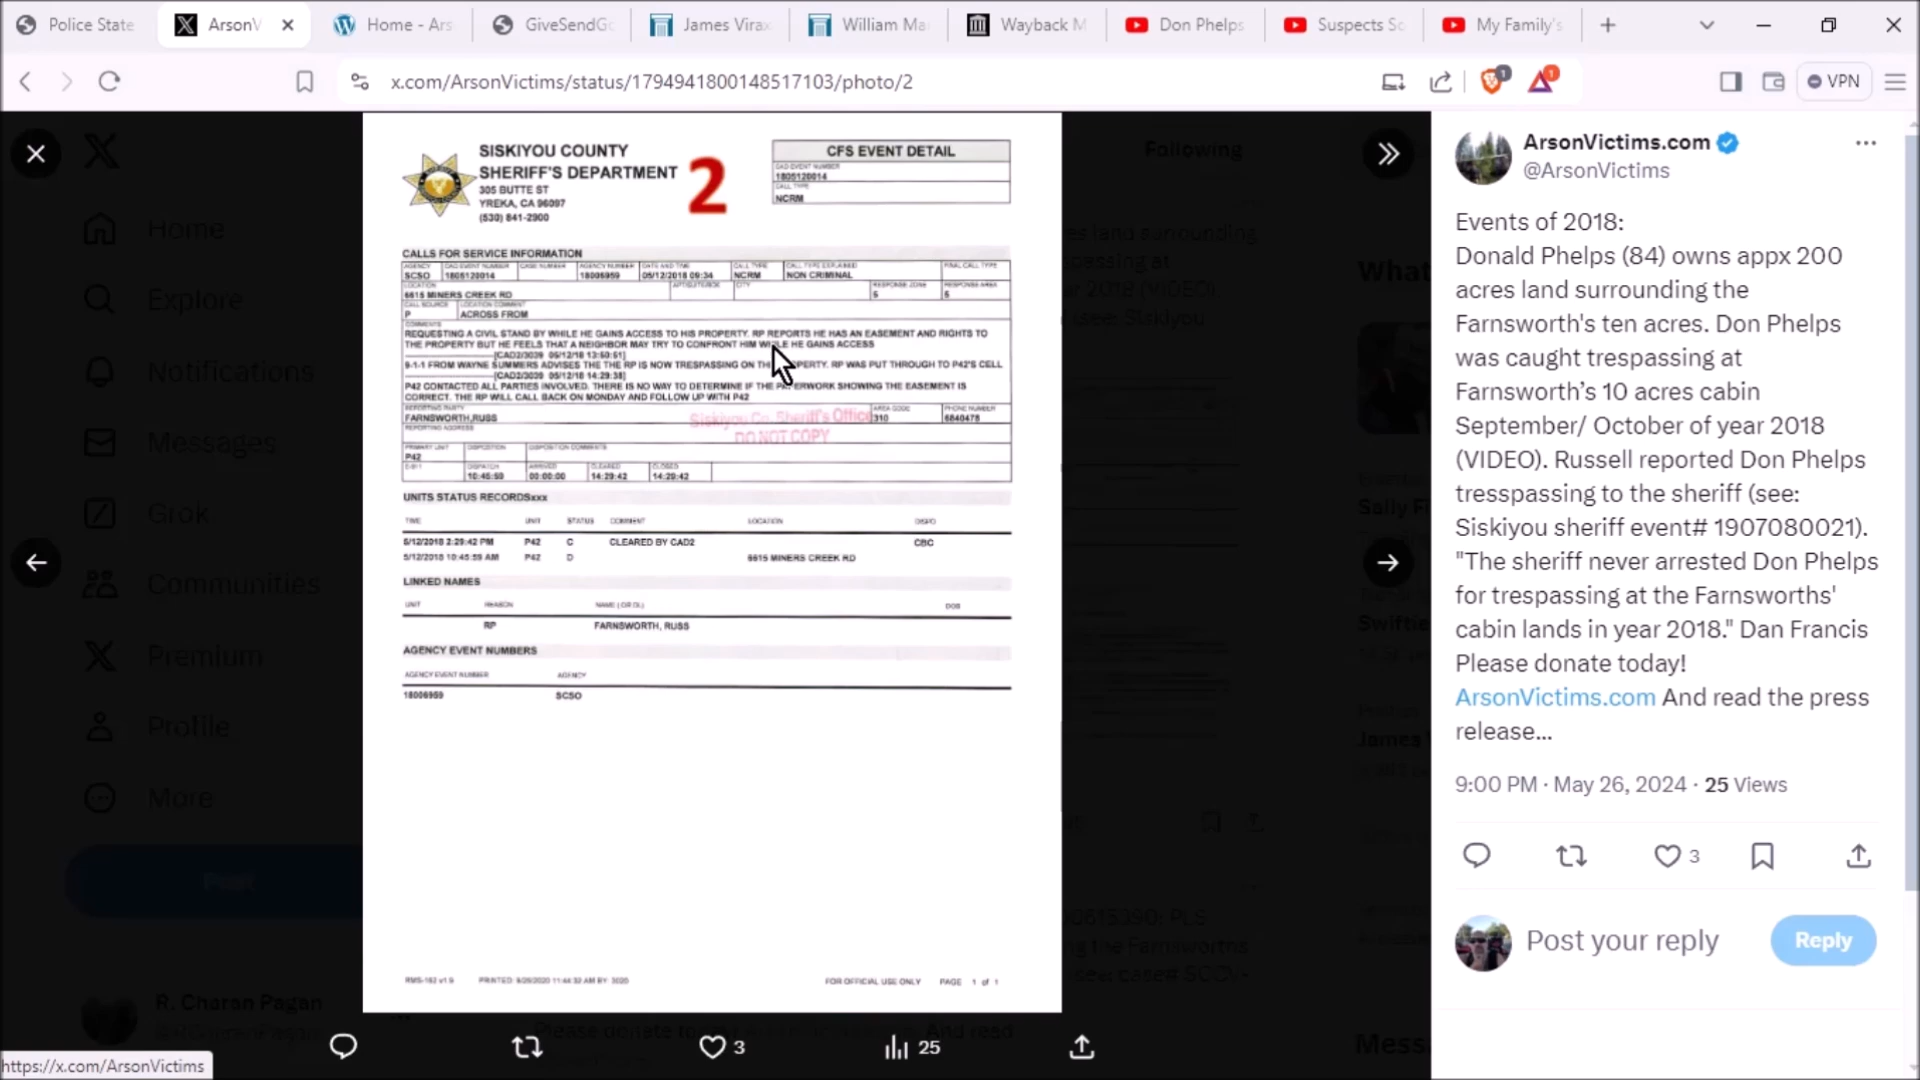 Police State
ArsonV
Home - Ars
GiveSendGo
James Virax
William Ma
Wayback M
Don Phelps
Suspects So
My Family's
x.com/ArsonVictims/status/1794941800148517103/photo/2
1
1
VPN
SISKIYOU COUNTY
SHERIFF'S DEPARTMENT
305 BUTTE ST
YREKA, CA 96097
(530) 841-2900
2
CFS EVENT DETAIL
CAD EVENT NUMBER
1805120014
CALL TYPE
NCRM
CALLS FOR SERVICE INFORMATION
AGENCY CAD EVENT NUMBER CASE NUMBER AGENCY NUMBER DATE AND TIME CALL TYPE CALL TYPE EXPLAINED FINAL CALL TYPE
SCSO 1805120014 18006959 05/12/2018 09:34 NCRM NON CRIMINAL
LOCATION CITY RESPONSE ZONE RESPONSE AREA
6615 MINERS CREEK RD 5 5
CALL SOURCE LOCATION COMMENT
P ACROSS FROM
COMMENTS
REQUESTING A CIVIL STAND BY WHILE HE GAINS ACCESS TO HIS PROPERTY. RP REPORTS HE HAS AN EASEMENT AND RIGHTS TO
THE PROPERTY BUT HE FEELS THAT A NEIGHBOR MAY TRY TO CONFRONT HIM WHILE HE GAINS ACCESS
[CAD2/3039 05/12/18 13:50:51]
9-1-1 FROM WAYNE SUMMERS ADVISES THE THE RP IS NOW TRESPASSING ON THE PROPERTY. RP WAS PUT THROUGH TO P42'S CELL
[CAD2/3039 05/12/18 14:29:38]
P42 CONTACTED ALL PARTIES INVOLVED. THERE IS NO WAY TO DETERMINE IF THE PAPERWORK SHOWING THE EASEMENT IS
CORRECT. THE RP WILL CALL BACK ON MONDAY AND FOLLOW UP WITH P42
REPORTING PARTY AREA CODE PHONE NUMBER
FARNSWORTH,RUSS 310 6840475
Siskiyou Co. Sheriff's Office
DO NOT COPY
REPORTING ADDRESS
PRIMARY UNIT DISPOSITION DISPOSITION COMMENTS
P42
E-911 DISPATCH ARRIVED CLEARED CLOSED
10:45:59 00:00:00 14:29:42 14:29:42
UNITS STATUS RECORDSxxx
TIME UNIT STATUS COMMENT LOCATION DISPO
5/12/2018 2:29:42 PM P42 C CLEARED BY CAD2 CBC
5/12/2018 10:45:59 AM P42 D 6615 MINERS CREEK RD
LINKED NAMES
UNIT REASON NAME (OR DL) DOB
RP FARNSWORTH, RUSS
AGENCY EVENT NUMBERS
AGENCY EVENT NUMBER AGENCY
18006959 SCSO
RMS-162 v1.9 PRINTED: 9/29/2020 11:44:32 AM BY: 3020 FOR OFFICIAL USE ONLY PAGE 1 of 1
Home
Explore
Notifications
Messages
Grok
Communities
Premium
Profile
More
Post
R. Charan Pagan
Following
3
25
https://x.com/ArsonVictims
ArsonVictims.com
@ArsonVictims
Events of 2018:
Donald Phelps (84) owns appx 200
acres land surrounding the
Farnsworth's ten acres. Don Phelps
was caught trespassing at
Farnsworth’s 10 acres cabin
September/ October of year 2018
(VIDEO). Russell reported Don Phelps
tresspassing to the sheriff (see:
Siskiyou sheriff event# 1907080021).
"The sheriff never arrested Don Phelps
for trespassing at the Farnsworths'
cabin lands in year 2018." Dan Francis
Please donate today!
ArsonVictims.com And read the press
release...
9:00 PM · May 26, 2024 · 25 Views
3
Post your reply
Reply